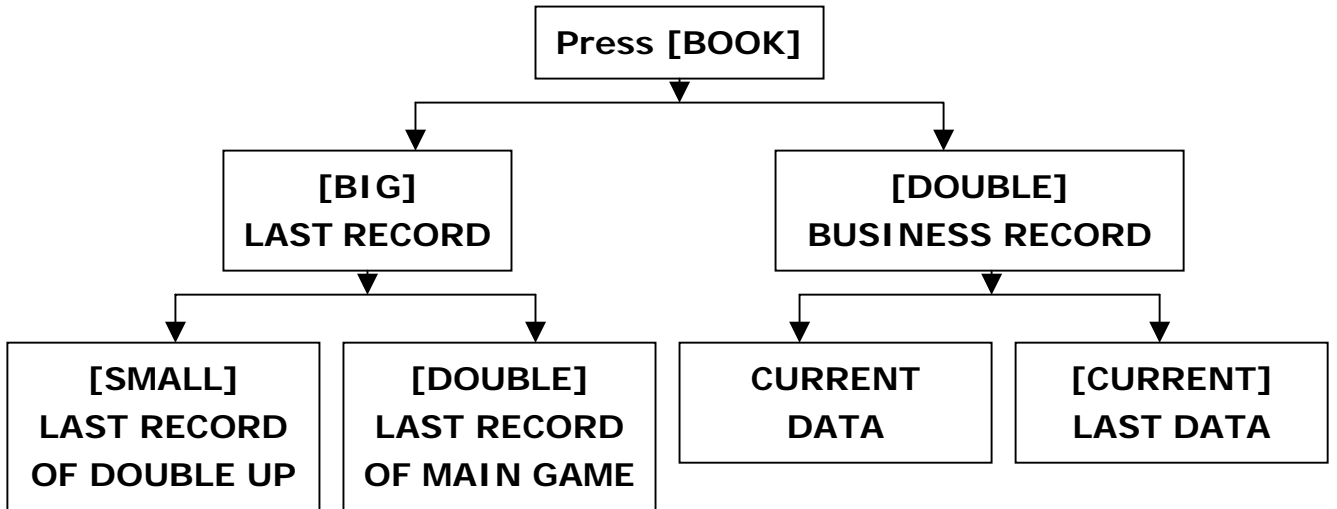 Press [BOOK]
[BIG]
LAST RECORD
[DOUBLE]
BUSINESS RECORD
[SMALL]
LAST RECORD
OF DOUBLE UP
[DOUBLE]
LAST RECORD
OF MAIN GAME
CURRENT
DATA
[CURRENT]
LAST DATA